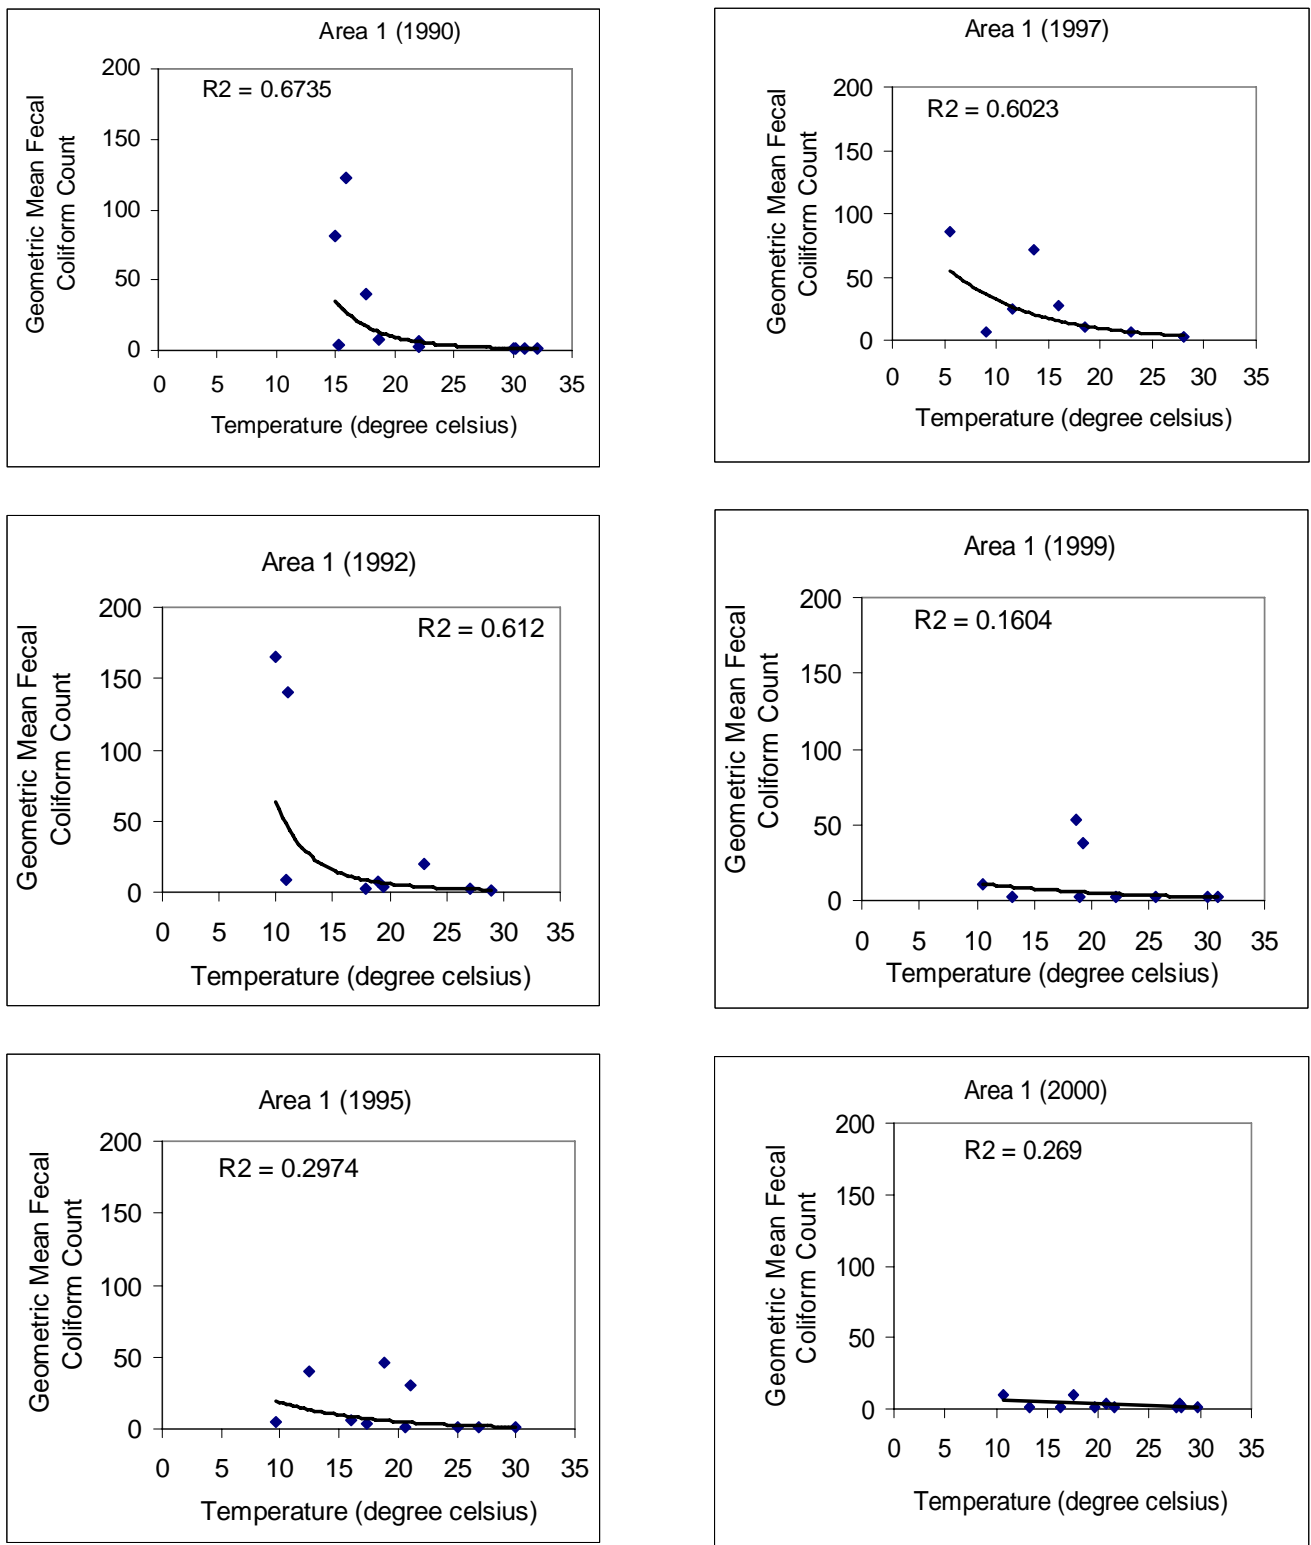 Area 1 (1990)
R2 = 0.6735
Geometric Mean Fecal
Coliform Count
200
150
100
50
0
0 5 10 15 20 25 30 35
Temperature (degree celsius)
Area 1 (1997)
R2 = 0.6023
Geometric Mean Fecal
Coiliform Count
200
150
100
50
0
0 5 10 15 20 25 30 35
Temperature (degree celsius)
Area 1 (1992)
R2 = 0.612
Geometric Mean Fecal
Coliform Count
200
150
100
50
0
0 5 10 15 20 25 30 35
Temperature (degree celsius)
Area 1 (1999)
R2 = 0.1604
Geometric Mean Fecal
Coliform Count
200
150
100
50
0
0 5 10 15 20 25 30 35
Temperature (degree celsius)
Area 1 (1995)
R2 = 0.2974
Geometric Mean Fecal
Coliform Count
200
150
100
50
0
0 5 10 15 20 25 30 35
Temperature (degree celsius)
Area 1 (2000)
R2 = 0.269
Geometric Mean Fecal
Coliform Count
200
150
100
50
0
0 5 10 15 20 25 30 35
Temperature (degree celsius)